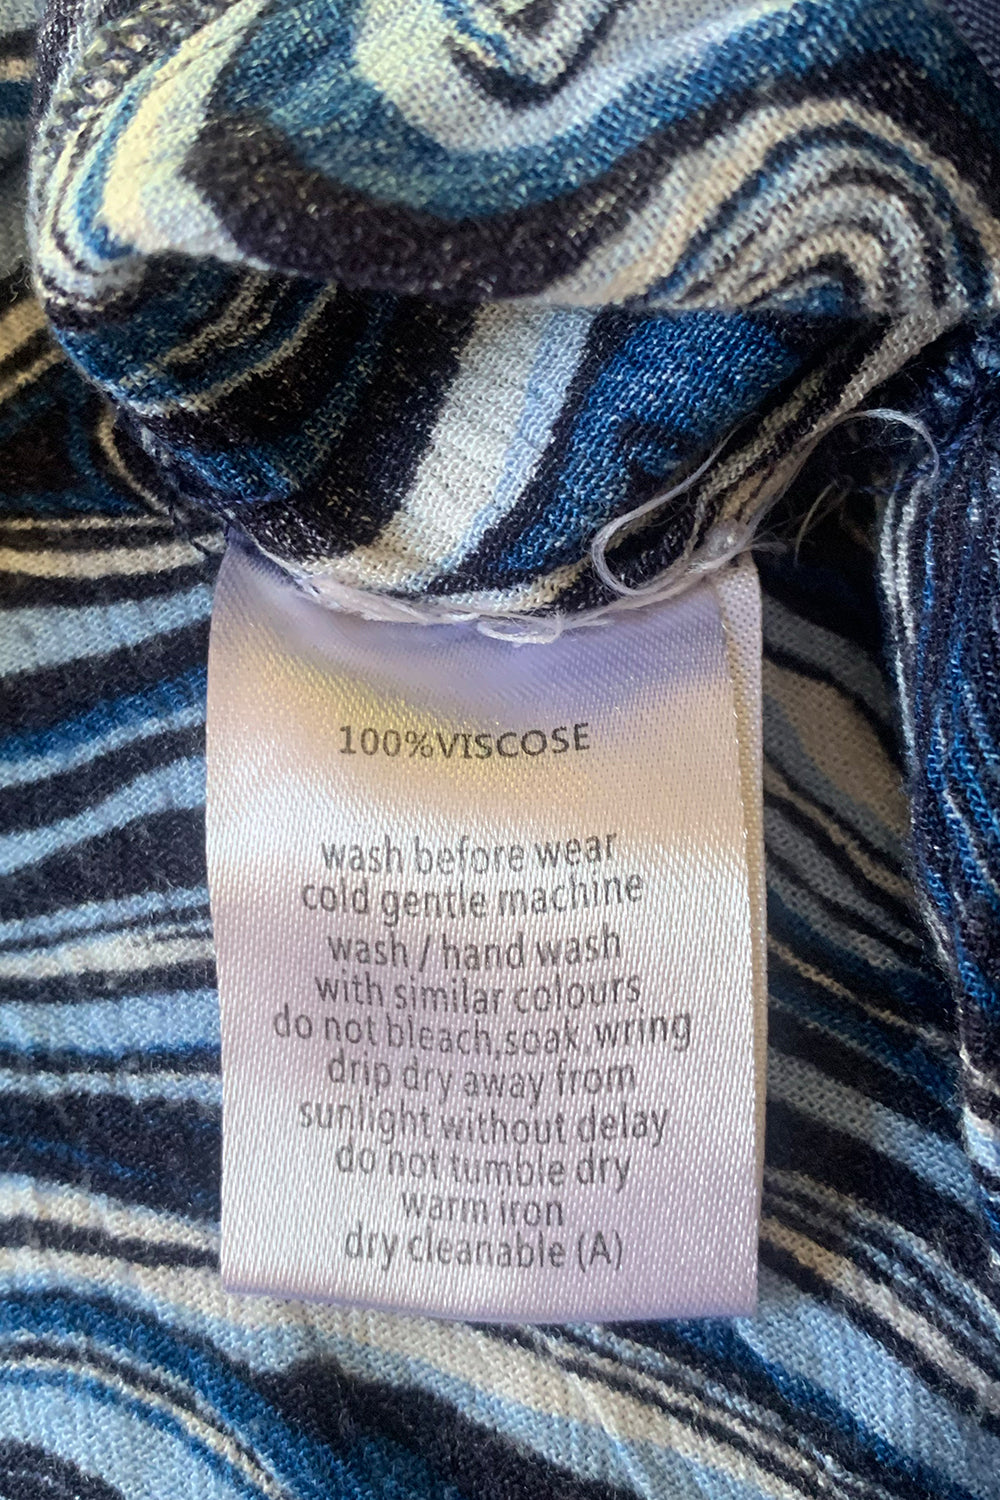 100%VISCOSE
wash before wear
cold gentle machine
wash / hand wash
with similar colours
do not bleach,soak,wring
drip dry away from
sunlight without delay
do not tumble dry
warm iron
dry cleanable (A)